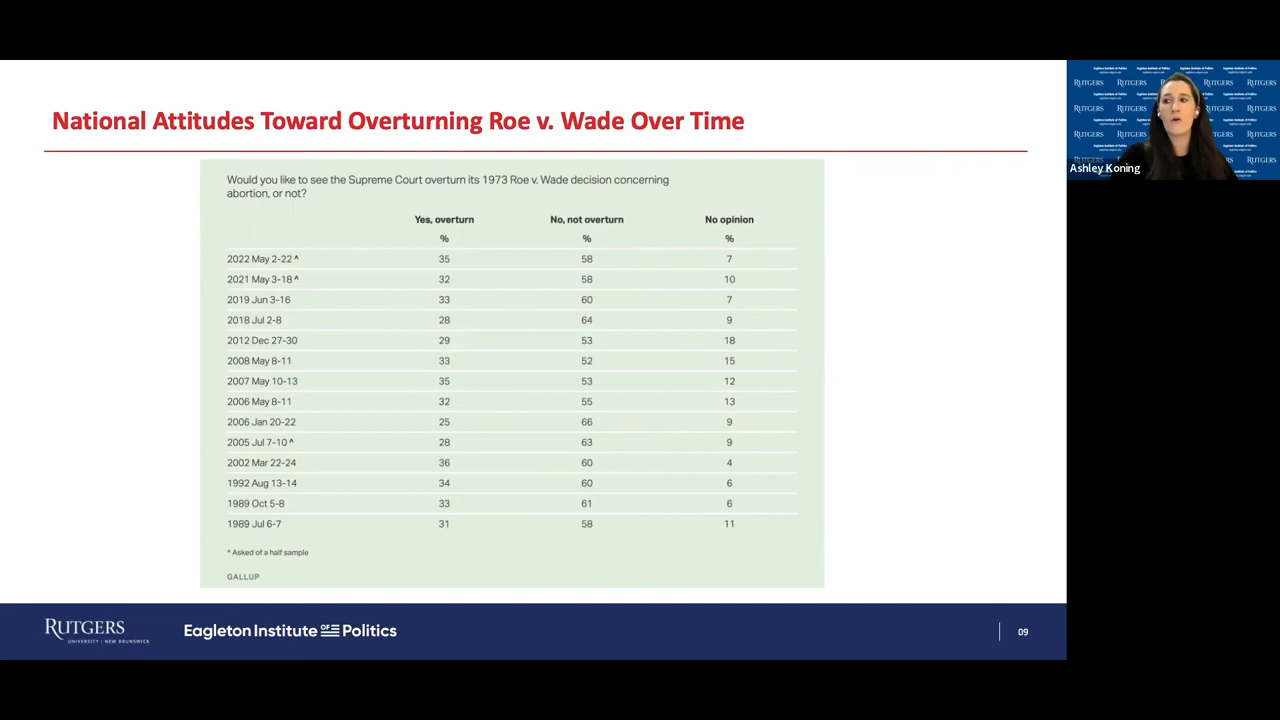 National Attitudes Toward Overturning Roe v. Wade Over Time
Would you like to see the Supreme Court overturn its 1973 Roe v. Wade decision concerning
abortion, or not?
Yes, overturn No, not overturn No opinion
% % %
2022 May 2-22 ^ 35 58 7
2021 May 3-18 ^ 32 58 10
2019 Jun 3-16 33 60 7
2018 Jul 2-8 28 64 9
2012 Dec 27-30 29 53 18
2008 May 8-11 33 52 15
2007 May 10-13 35 53 12
2006 May 8-11 32 55 13
2006 Jan 20-22 25 66 9
2005 Jul 7-10 ^ 28 63 9
2002 Mar 22-24 36 60 4
1992 Aug 13-14 34 60 6
1989 Oct 5-8 33 61 6
1989 Jul 6-7 31 58 11
^ Asked of a half sample
GALLUP
RUTGERS
UNIVERSITY | NEW BRUNSWICK
Eagleton Institute OF Politics
09
Eagleton Institute of Politics
RUTGERS
Ashley Koning